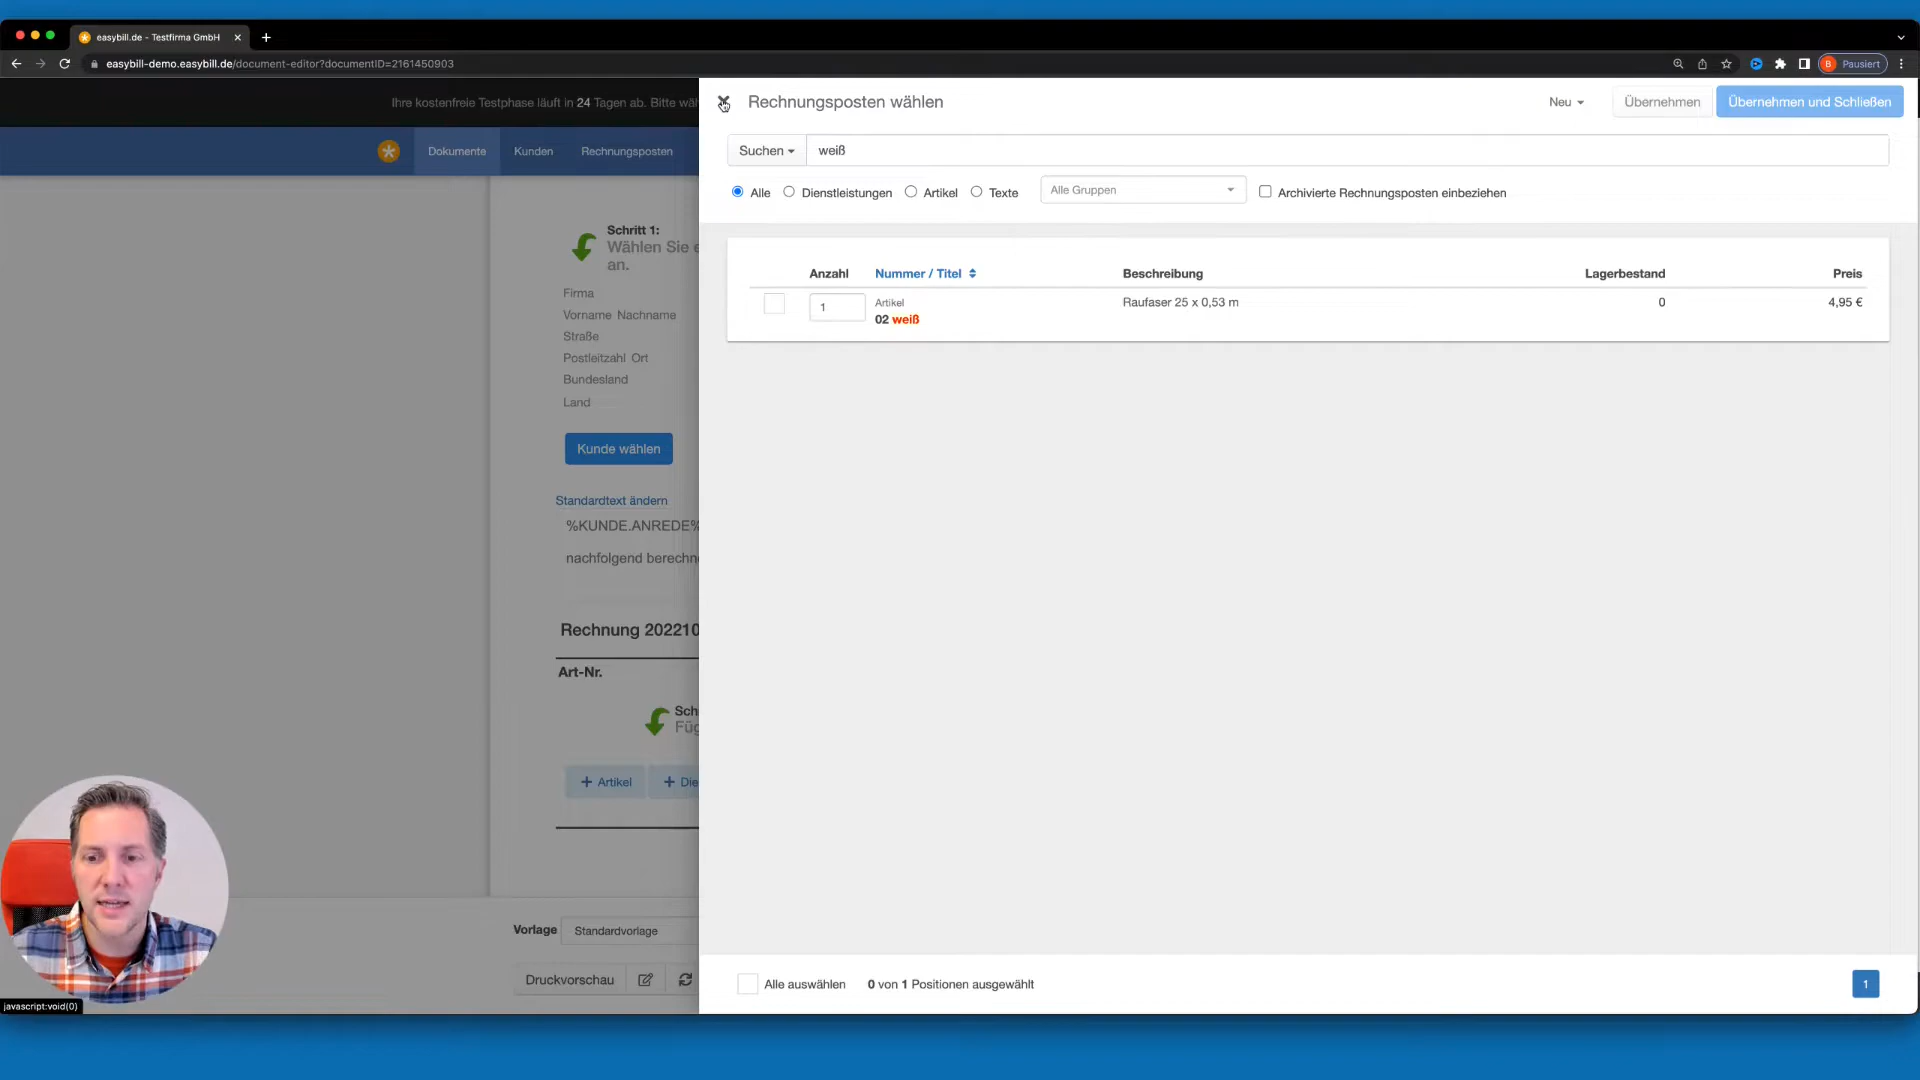 easybill.de - Testfirma GmbH
easybill-demo.easybill.de/document-editor?documentID=2161450903
B Pausiert
Ihre kostenfreie Testphase läuft in 24 Tagen ab. Bitte wäh
Dokumente Kunden Rechnungsposten
Schritt 1:
Wählen Sie e
an.
Firma
Vorname Nachname
Straße
Postleitzahl Ort
Bundesland
Land
Kunde wählen
Standardtext ändern
%KUNDE.ANREDE%
nachfolgend berechne
Rechnung 202210
Art-Nr.
Sch
Füg
+ Artikel + Die
Vorlage Standardvorlage
Druckvorschau
javascript:void(0)
Rechnungsposten wählen
Neu Übernehmen Übernehmen und Schließen
Suchen weiß
Alle Dienstleistungen Artikel Texte Alle Gruppen Archivierte Rechnungsposten einbeziehen
Anzahl Nummer / Titel Beschreibung Lagerbestand Preis
1 Artikel Raufaser 25 x 0,53 m 0 4,95 €
02 weiß
Alle auswählen 0 von 1 Positionen ausgewählt 1